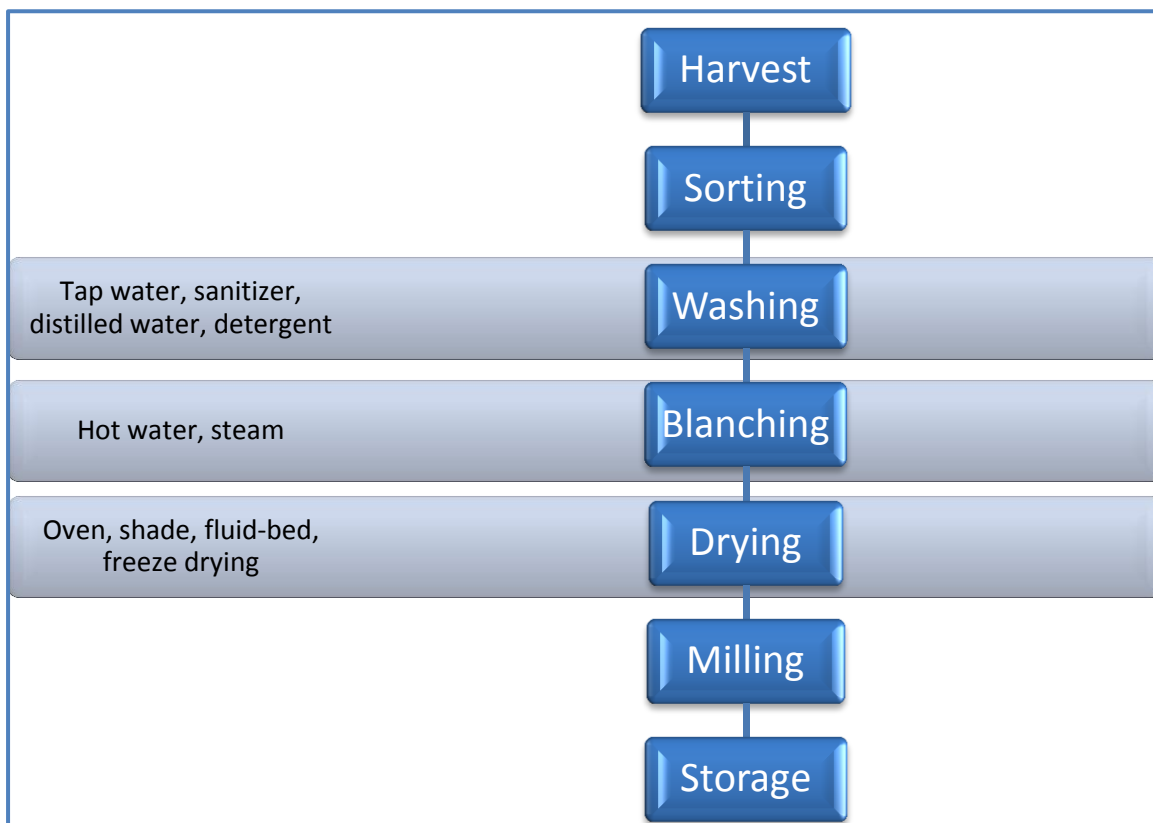 Harvest
Sorting
Tap water, sanitizer,
distilled water, detergent
Washing
Hot water, steam
Blanching
Oven, shade, fluid-bed,
freeze drying
Drying
Milling
Storage